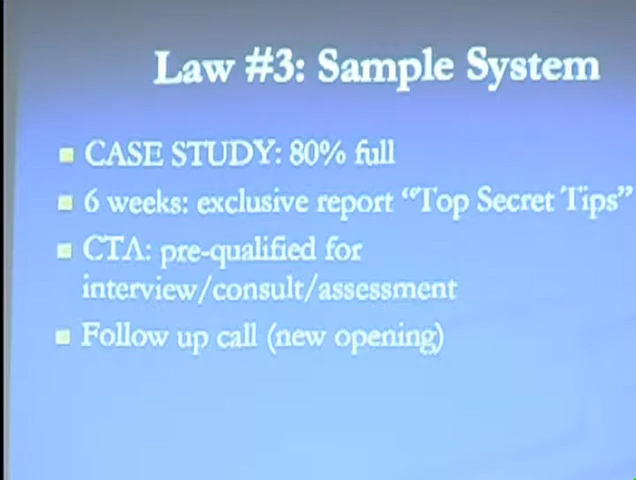 Law #3: Sample System
CASE STUDY: 80% full
6 weeks: exclusive report “Top Secret Tips”
CTA: pre-qualified for
interview/consult/assessment
Follow up call (new opening)